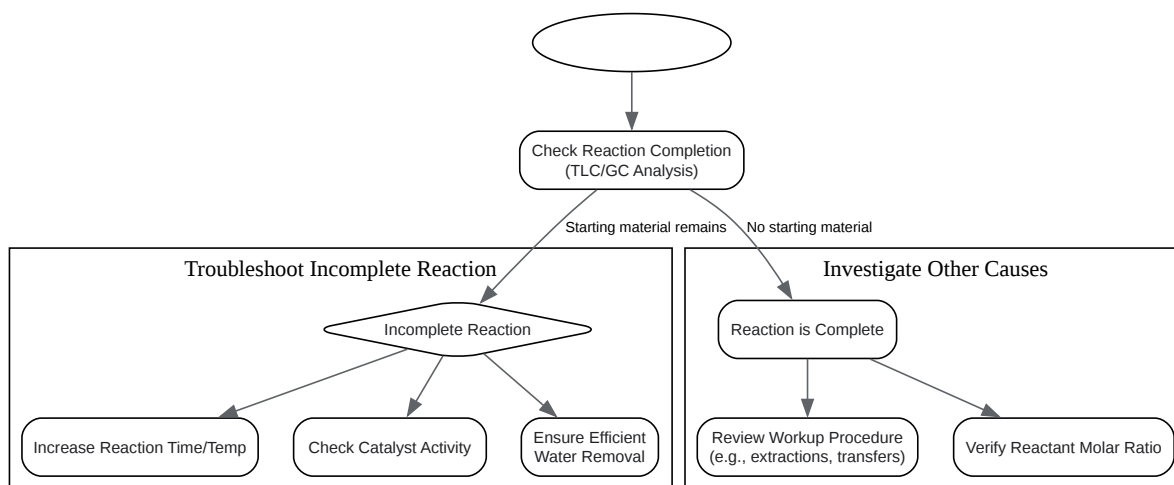 Check Reaction Completion
(TLC/GC Analysis)
Starting material remains
No starting material
Troubleshoot Incomplete Reaction
Investigate Other Causes
Incomplete Reaction
Reaction is Complete
Increase Reaction Time/Temp
Check Catalyst Activity
Ensure Efficient
Water Removal
Review Workup Procedure
(e.g., extractions, transfers)
Verify Reactant Molar Ratio